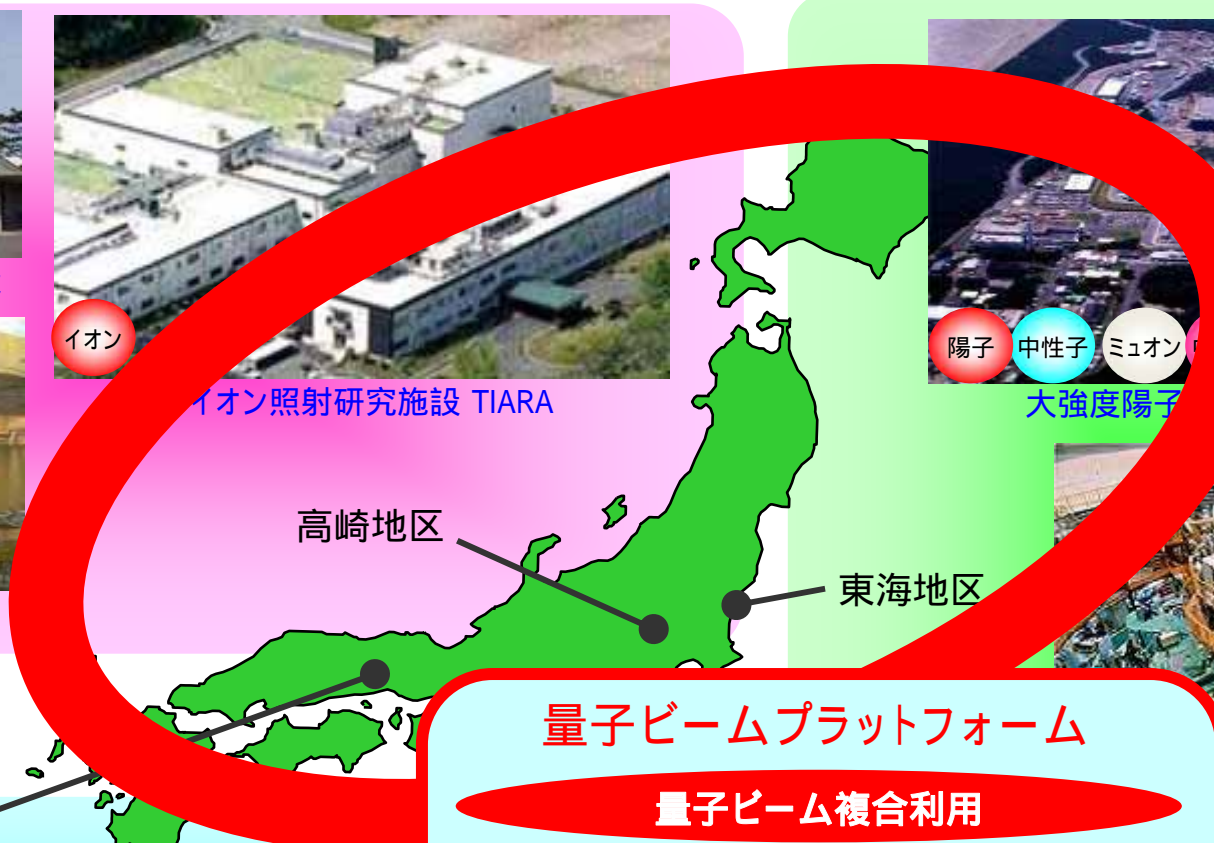 イオン
イオン照射研究施設 TIARA
陽子
中性子
ミュオン
大強度陽子
高崎地区
東海地区
量子ビームプラットフォーム
量子ビーム複合利用